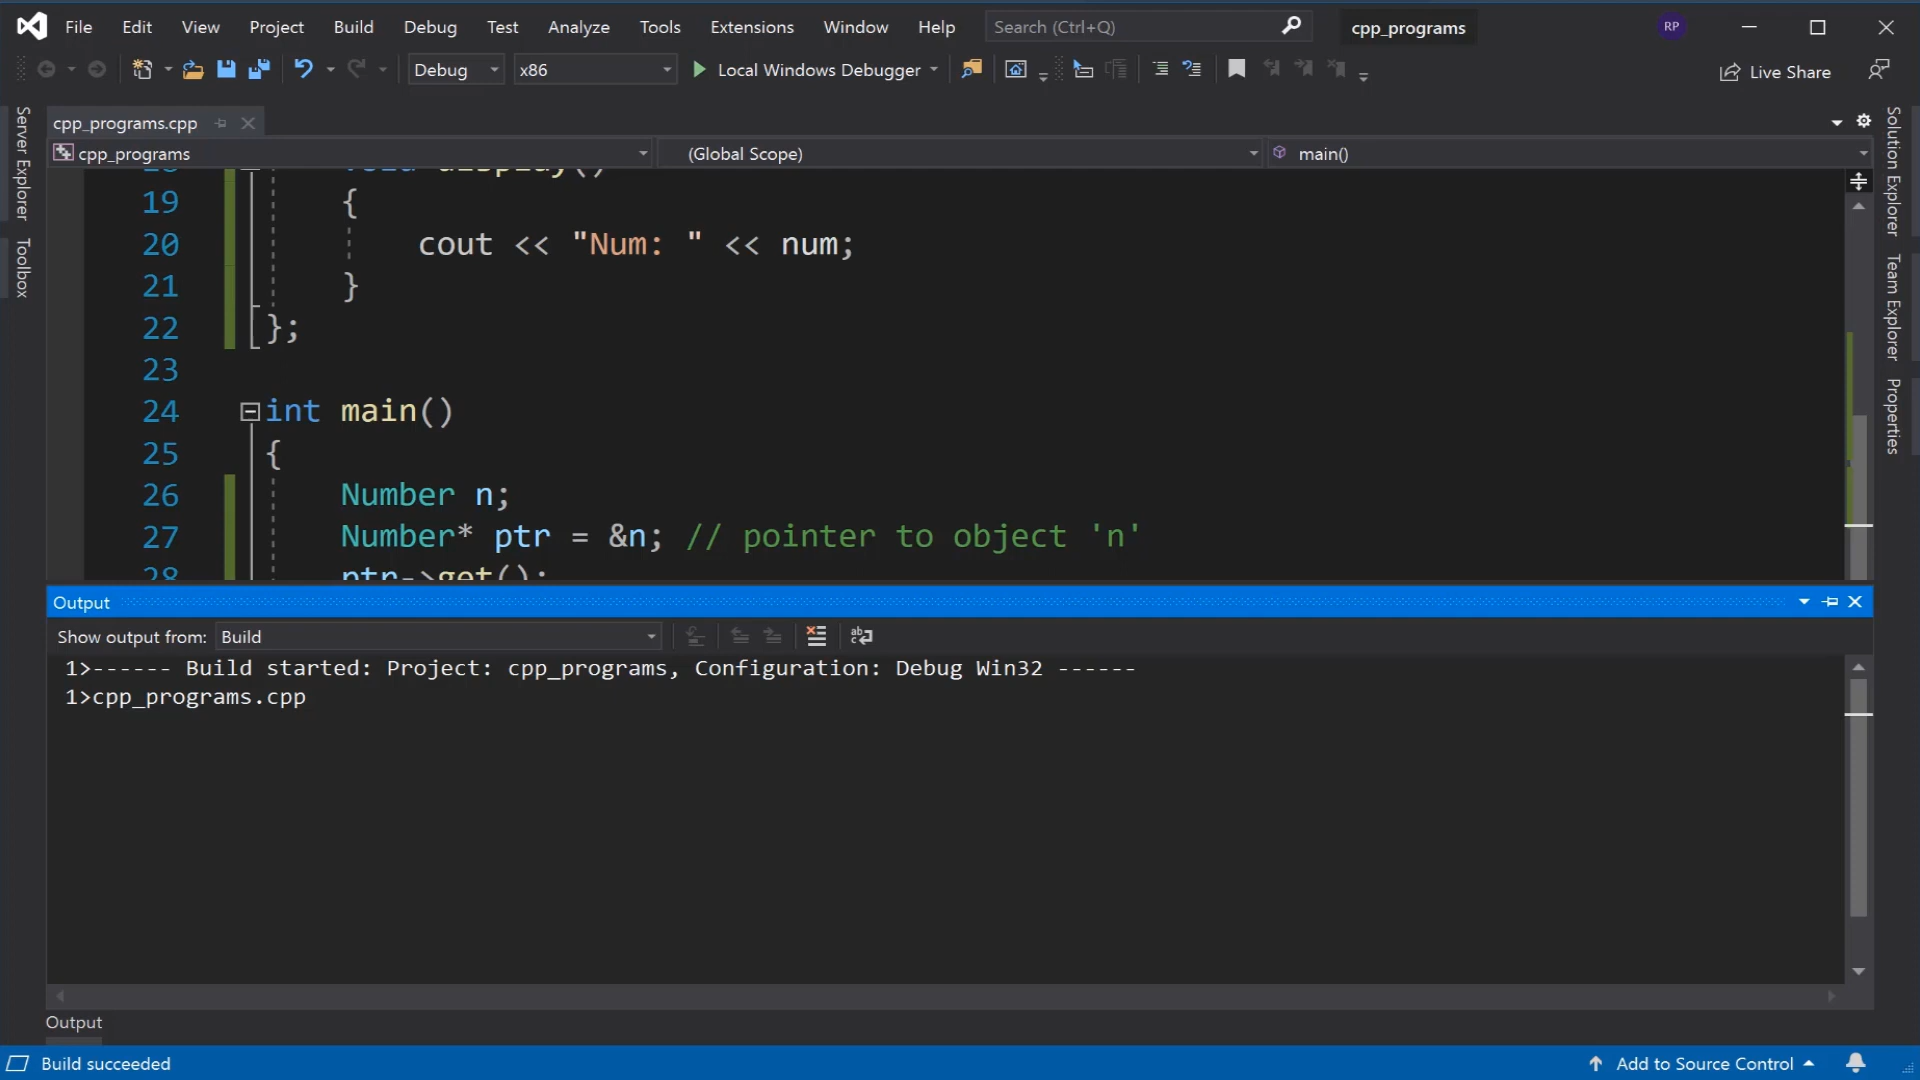 File Edit View Project Build Debug Test Analyze Tools Extensions Window Help Search (Ctrl+Q) cpp_programs RP
Debug x86 Local Windows Debugger Live Share
Server Explorer
Toolbox
cpp_programs.cpp
cpp_programs (Global Scope) main()
18 void display()
19 {
20 cout << "Num: " << num;
21 }
22 };
23
24 int main()
25 {
26 Number n;
27 Number* ptr = &n; // pointer to object 'n'
28 ptr->get();
Solution Explorer
Team Explorer
Properties
Output
Show output from: Build
1>------ Build started: Project: cpp_programs, Configuration: Debug Win32 ------
1>cpp_programs.cpp
Output
Build succeeded Add to Source Control